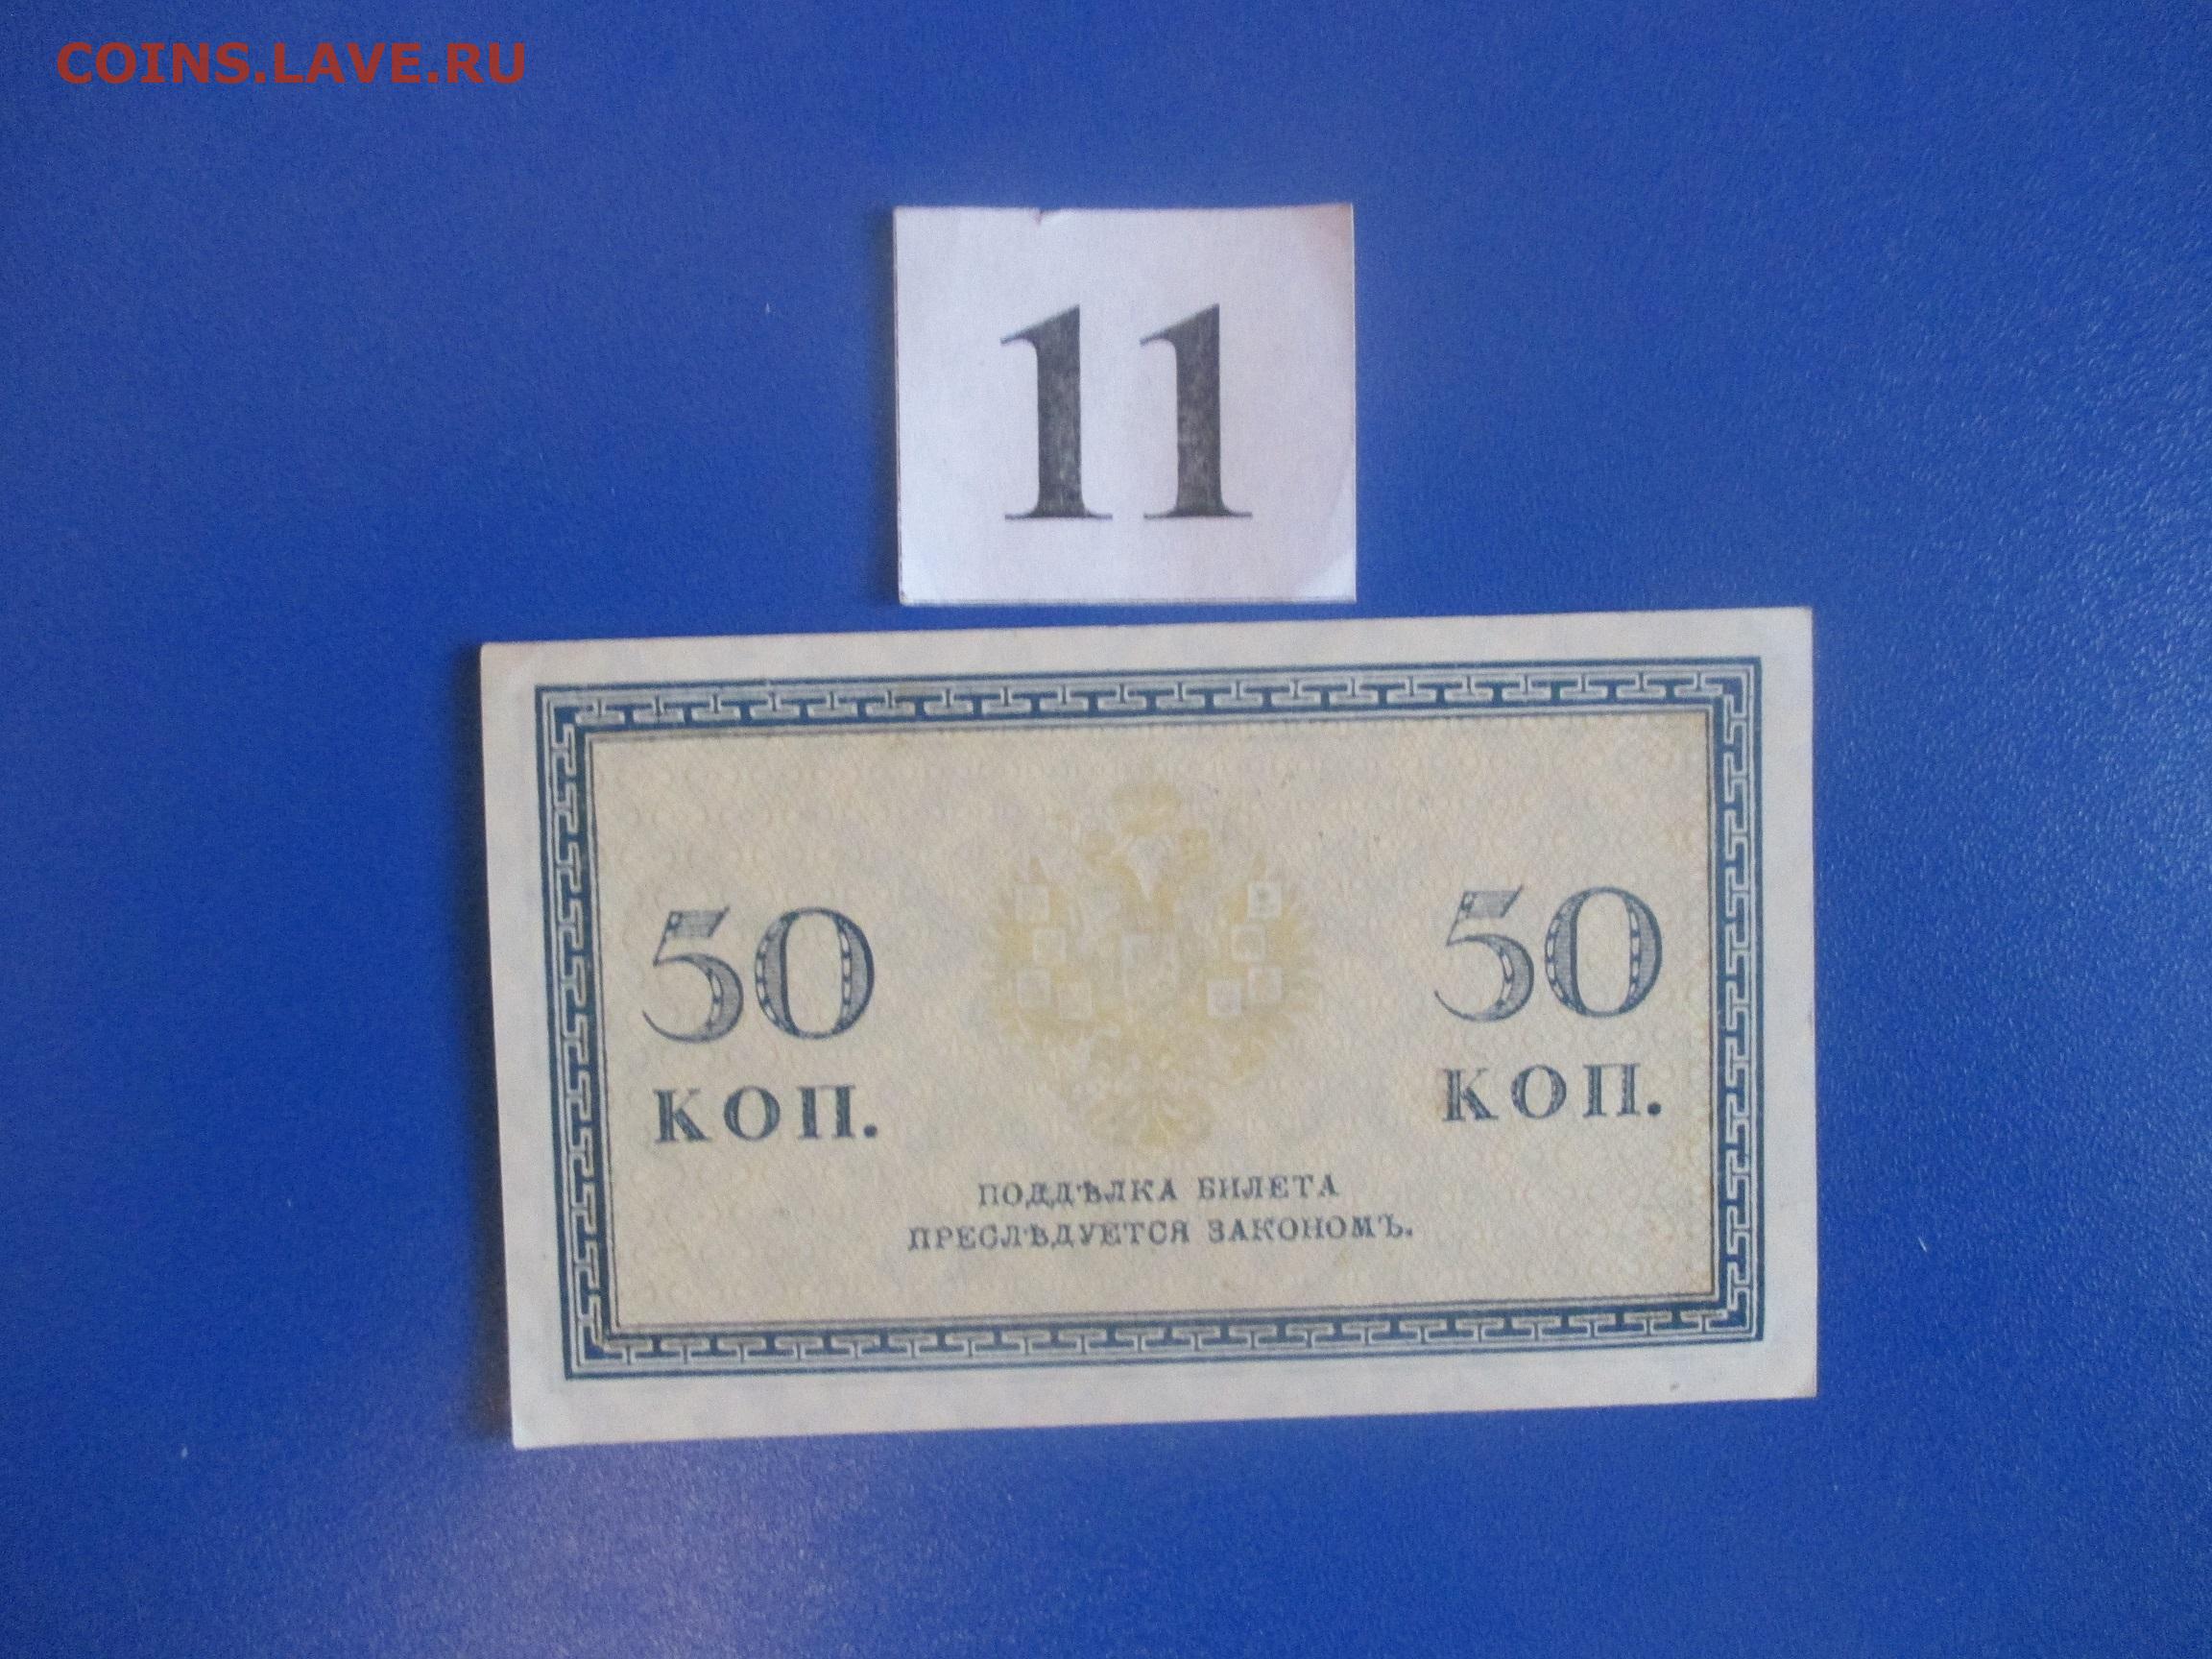 COINS.LAVE.RU
11
50 50
КОП. КОП.
ПОДДѢЛКА БИЛЕТА
ПРЕСЛѢДУЕТСЯ ЗАКОНОМЪ.